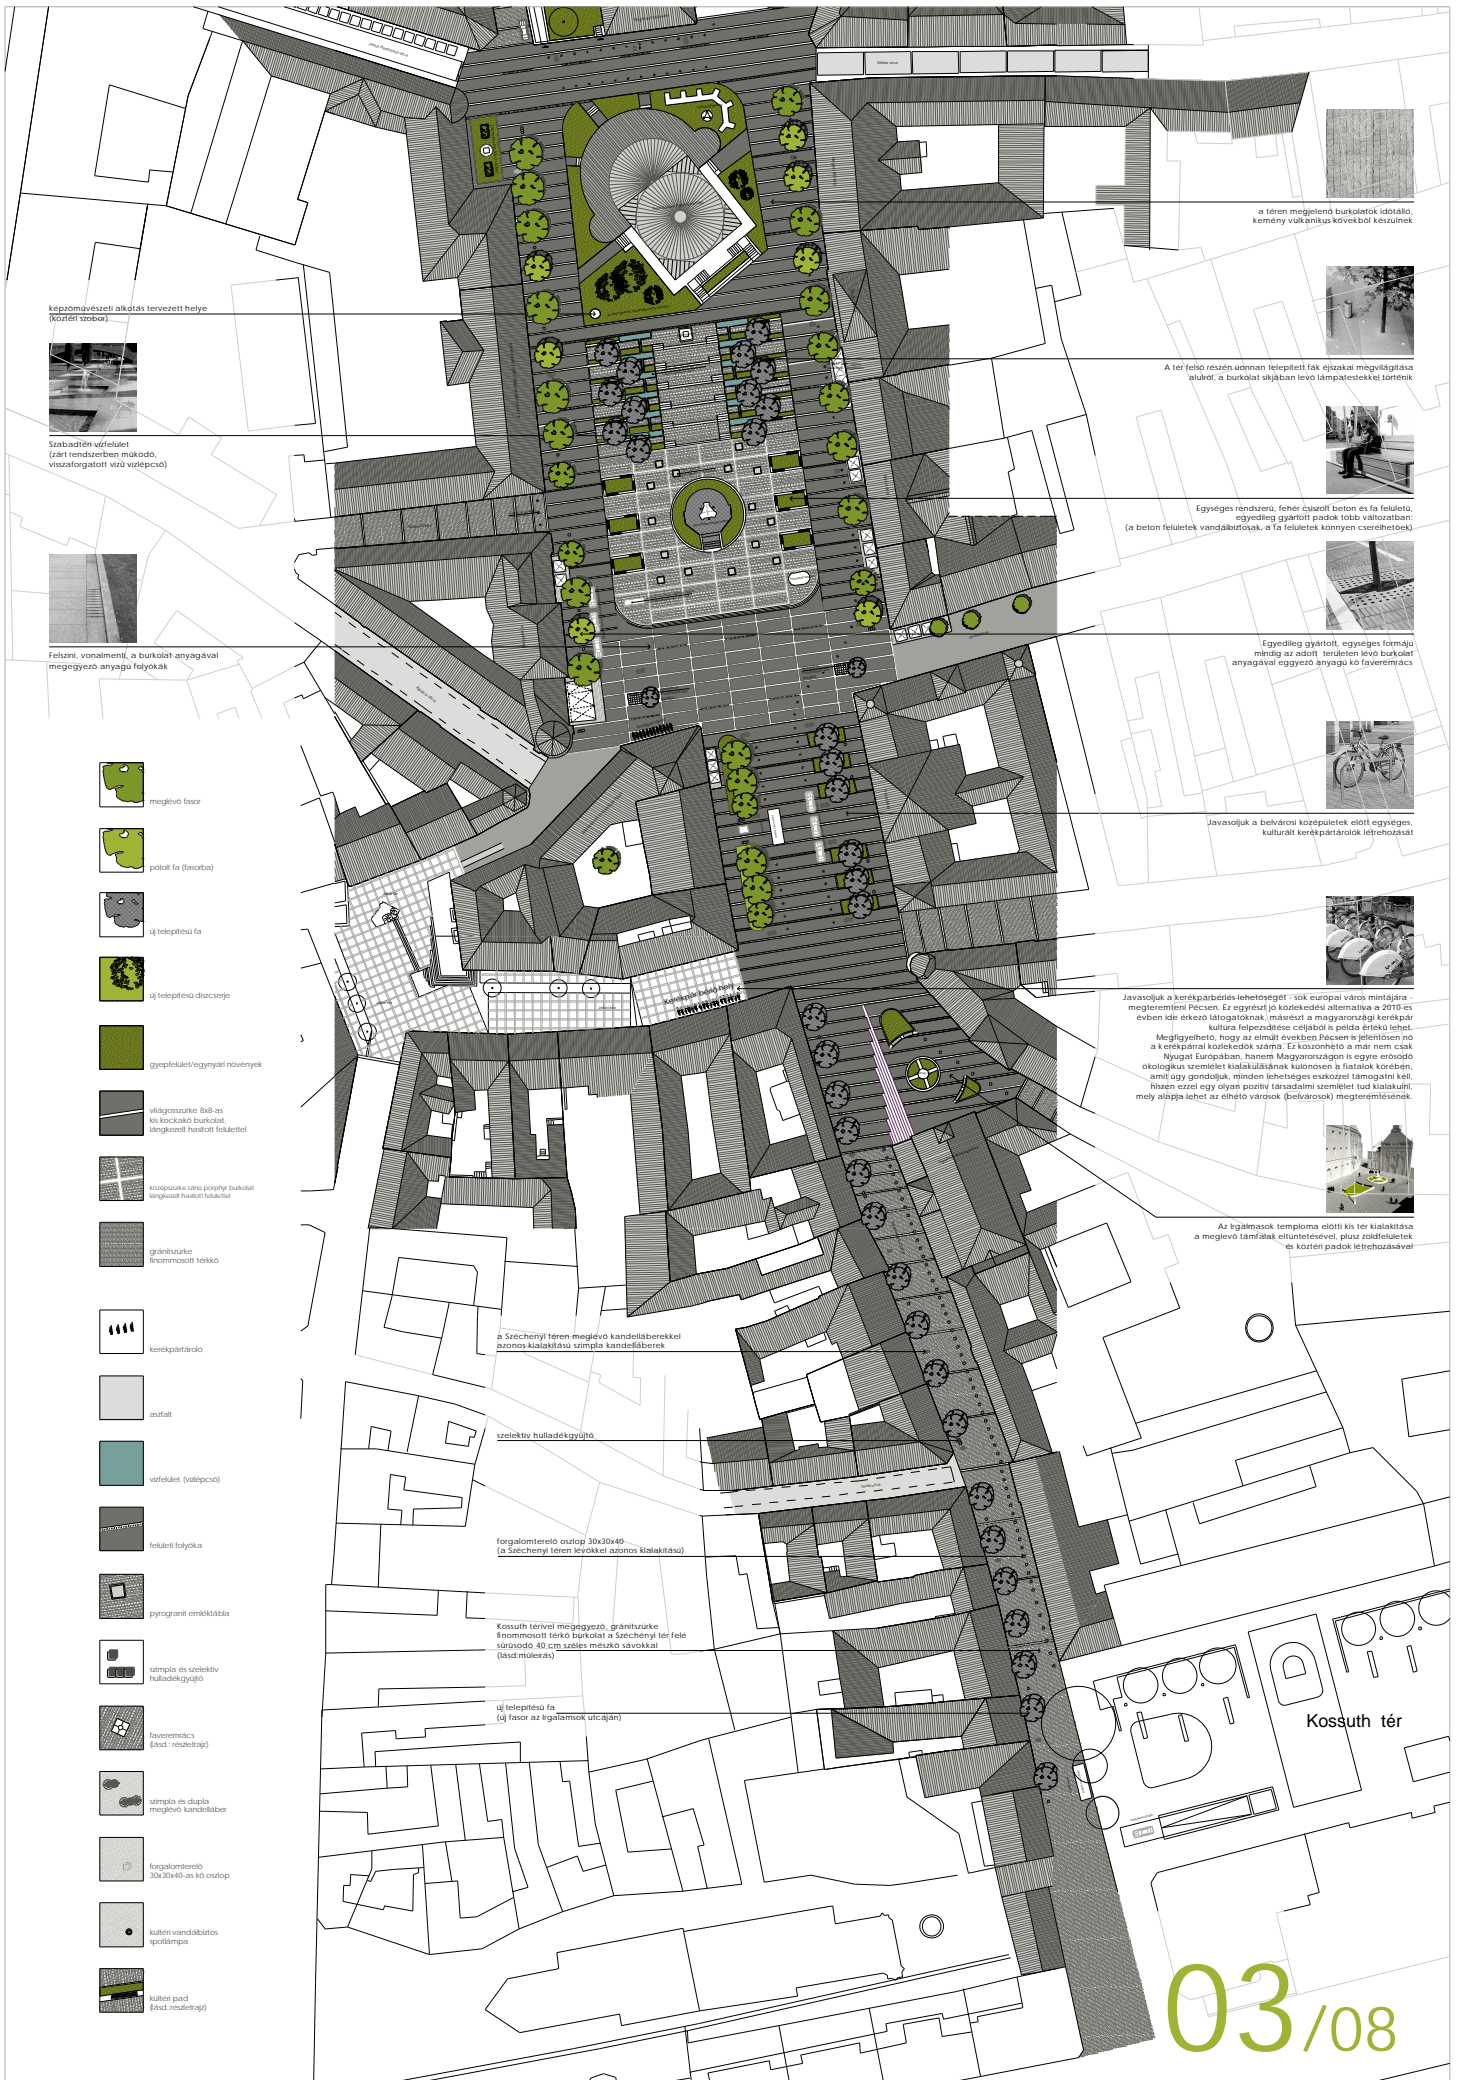 Mátyás utca
a téren megjelenő burkolatok időtálló,
kemény vulkanikus kövekből készülnek
képzőművészeti alkotás tervezett helye
(köztéri szobor)
A tér felső részén újonnan telepített fák éjszakai megvilágítása
alulról, a burkolat síkjában levő lámpatestekkel történik
Szabadtéri vízfelület
(zárt rendszerben működő,
visszaforgatott vizű vízlépcső)
Egységes rendszerű, fehér csiszolt beton és fa felületű,
egyedileg gyártott padok több változatban:
(a beton felületek vandálbiztosak, a fa felületek könnyen cserélhetőek)
Felszíni, vonalmenti, a burkolat anyagával
megegyező anyagú folyókák
Egyedileg gyártott, egységes formájú
mindig az adott területen lévő burkolat
anyagával eggyező anyagú kő faveremrács
Javasoljuk a belvárosi középületek előtt egységes,
kulturált kerékpártárolók létrehozását
Kerékpár bérlő hely
Javasoljuk a kerékpárbérlés lehetőségét - sok európai város mintájára -
megteremteni Pécsen. Ez egyrészt jó közlekedési alternatíva a 2010-es
évben ide érkező látogatóknak, másrészt a magyarországi kerékpár
kultúra felpezsdítése céljából is példa értékű lehet.
Megfigyelhető, hogy az elmúlt években Pécsen is jelentősen nő
a kerékpárral közlekedők száma. Ez köszönhető a már nem csak
Nyugat Európában, hanem Magyarországon is egyre erősödő
ökologikus szemlélet kialakulásának különösen a fiatalok körében,
amit úgy gondoljuk, minden lehetséges eszközzel támogatni kell,
hiszen ezzel egy olyan pozitív társadalmi szemlélet tud kialakulni,
mely alapja lehet az élhető városok (belvárosok) megteremtésének.
Az Irgalmasok temploma előtti kis tér kialakítása
a meglevő támfalak eltüntetésével, plusz zöldfelületek
és köztéri padok létrehozásával
meglévő fasor
pótolt fa (fasorba)
új telepítésű fa
új telepítésű díszcserje
gyepfelület/egynyári növények
világosszürke 8x8-as
kis kockakő burkolat,
lángkezelt hasított felülettel
középszürke színű porphyr burkolat
lángkezelt hasított felülettel
gránitszürke
finommosott térkő
kerékpártároló
aszfalt
vízfelület (vízlépcső)
felületi folyóka
pyrogránit emléktábla
szimpla és szelektív
hulladékgyűjtő
faveremrács
(lásd.: részletrajz)
szimpla és dupla
meglévő kandelláber
forgalomterelő
30x30x40-as kő oszlop
kültéri vandálbiztos
spotlámpa
kültéri pad
(lásd.:részletrajz)
a Széchenyi téren meglévő kandelláberekkel
azonos kialakítású szimpla kandelláberek
szelektív hulladékgyűjtő
forgalomterelő oszlop 30x30x40
(a Széchenyi téren lévőkkel azonos kialakítású)
Kossuth térivel megegyező, gránitszürke
finommosott térkő burkolat a Széchenyi tér felé
sűrűsödő 40 cm széles mészkő sávokkal
(lásd:műleírás)
új telepítésű fa
(új fasor az Irgalamsok utcáján)
Kossuth tér
03/08